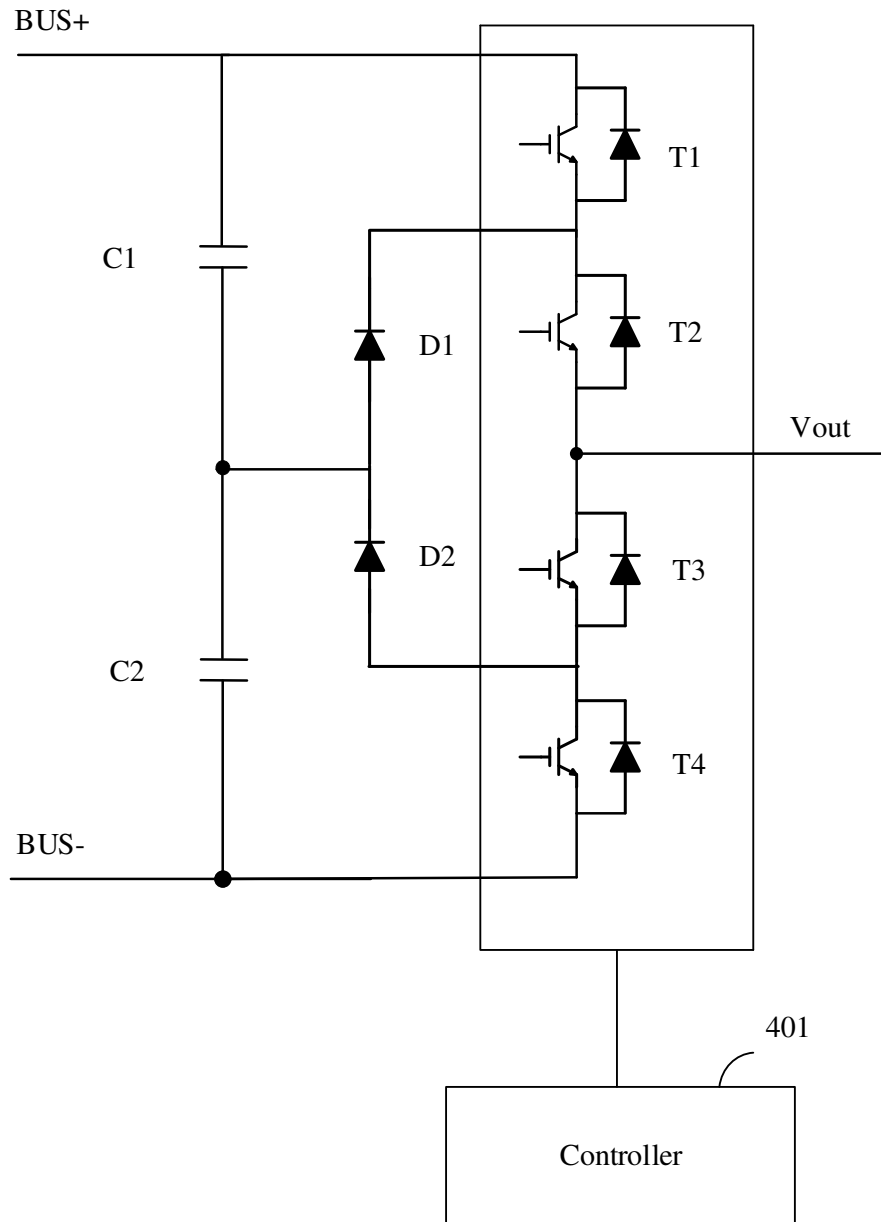 BUS+
T1
C1
T2
D1
Vout
D2
T3
C2
T4
BUS-
401
Controller